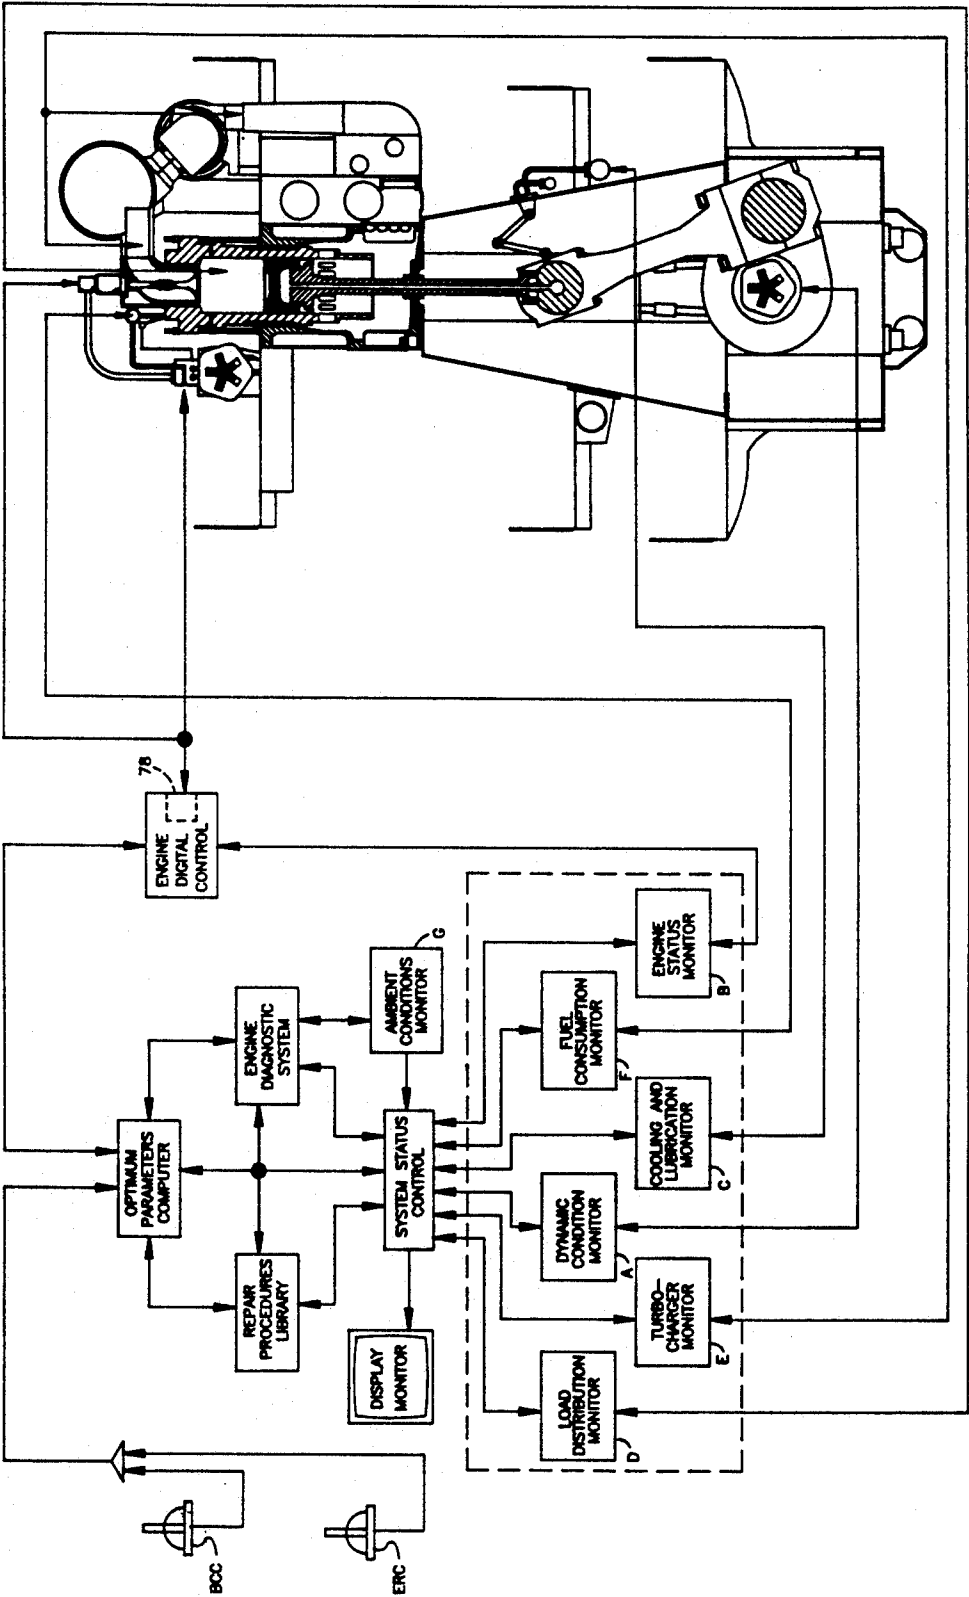 BCC
ERC
OPTIMUM
PARAMETERS
COMPUTER
REPAIR
PROCEDURES
LIBRARY
ENGINE
DIAGNOSTIC
SYSTEM
DISPLAY
MONITOR
SYSTEM STATUS
CONTROL
AMBIENT
CONDITIONS
MONITOR
G
ENGINE
DIGITAL
CONTROL
78
LOAD
DISTRIBUTION
MONITOR
D
TURBO-
CHARGER
MONITOR
E
DYNAMIC
CONDITION
MONITOR
A
COOLING AND
LUBRICATION
MONITOR
C
FUEL
CONSUMPTION
MONITOR
F
ENGINE
STATUS
MONITOR
B